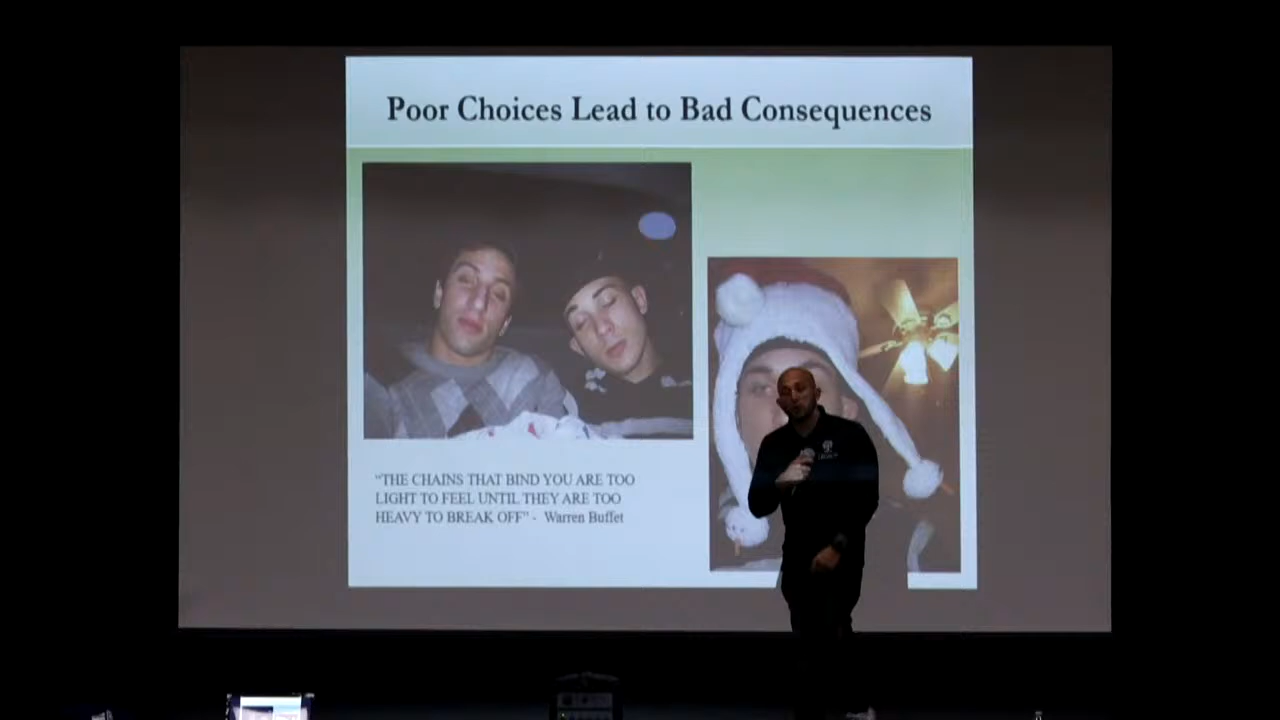 Poor Choices Lead to Bad Consequences
“THE CHAINS THAT BIND YOU ARE TOO
LIGHT TO FEEL UNTIL THEY ARE TOO
HEAVY TO BREAK OFF” - Warren Buffet